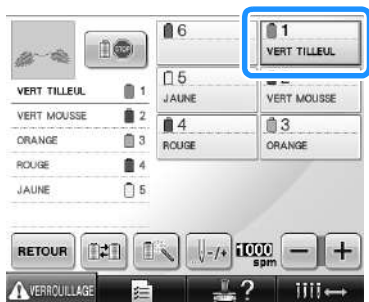 6
1
VERT TILLEUL
5
JAUNE
2
VERT MOUSSE
4
ROUGE
3
ORANGE
VERT TILLEUL 1
VERT MOUSSE 2
ORANGE 3
ROUGE 4
JAUNE 5
RETOUR
-/+
1000
spm
−
+
VERROUILLAGE
?